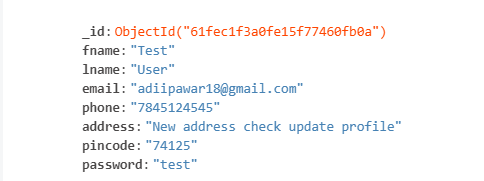 _id: ObjectId("61fec1f3a0fe15f77460fb0a")
fname: "Test"
lname: "User"
email: "adiipawar18@gmail.com"
phone: "7845124545"
address: "New address check update profile"
pincode: "74125"
password: "test"